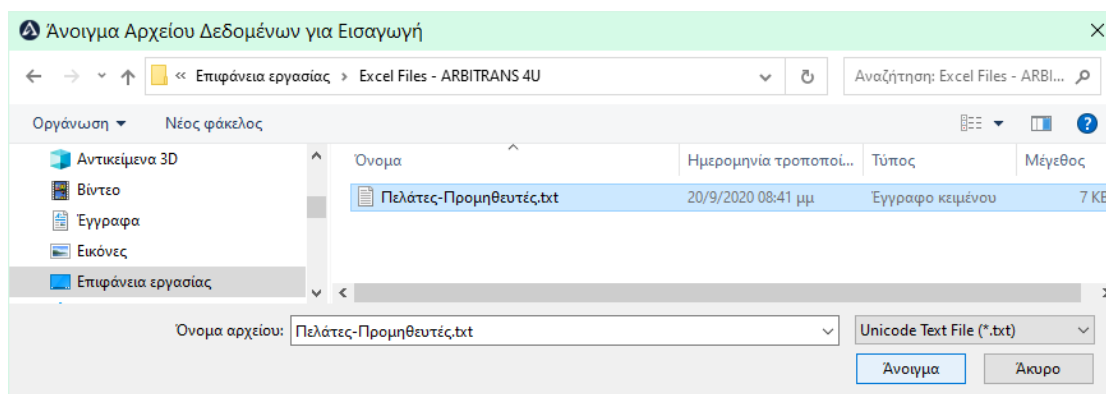 Άνοιγμα Αρχείου Δεδομένων για Εισαγωγή
« Επιφάνεια εργασίας › Excel Files - ARBITRANS 4U
Αναζήτηση: Excel Files - ARBI...
Οργάνωση Νέος φάκελος
Αντικείμενα 3D
Βίντεο
Έγγραφα
Εικόνες
Επιφάνεια εργασίας
Όνομα Ημερομηνία τροποποί... Τύπος Μέγεθος
Πελάτες-Προμηθευτές.txt 20/9/2020 08:41 μμ Έγγραφο κειμένου 7 KB
Όνομα αρχείου: Πελάτες-Προμηθευτές.txt Unicode Text File (*.txt)
Άνοιγμα Άκυρο